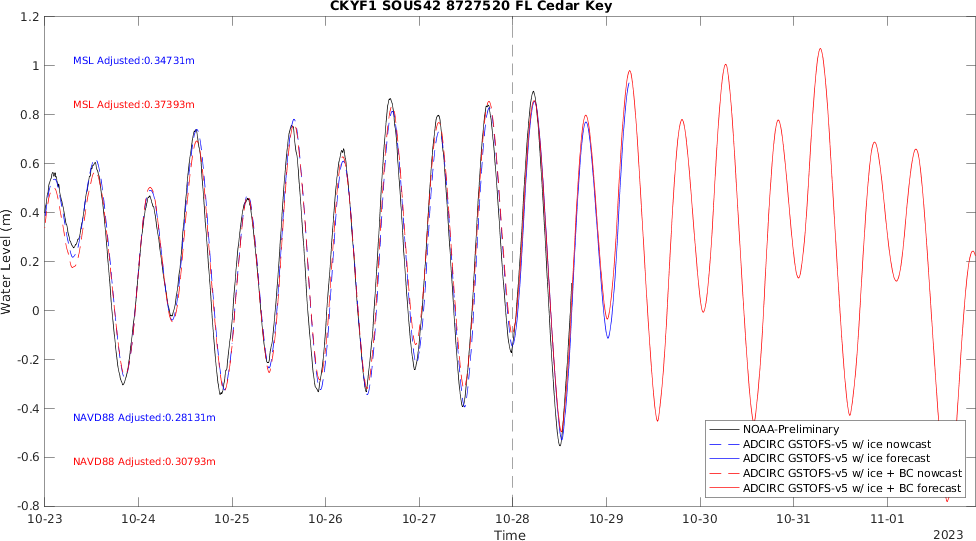 CKYF1 SOUS42 8727520 FL Cedar Key
Water Level (m)
1.2
1
0.8
0.6
0.4
0.2
0
-0.2
-0.4
-0.6
-0.8
MSL Adjusted:0.34731m
MSL Adjusted:0.37393m
NAVD88 Adjusted:0.28131m
NAVD88 Adjusted:0.30793m
NOAA-Preliminary
ADCIRC GSTOFS-v5 w/ ice nowcast
ADCIRC GSTOFS-v5 w/ ice forecast
ADCIRC GSTOFS-v5 w/ ice + BC nowcast
ADCIRC GSTOFS-v5 w/ ice + BC forecast
10-23 10-24 10-25 10-26 10-27 10-28 10-29 10-30 10-31 11-01
Time
2023